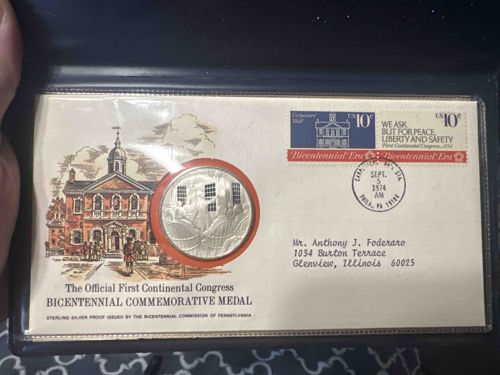 Carpenters' Hall
US 10c
WE ASK
BUT FOR PEACE,
LIBERTY AND SAFETY
First Continental Congress, 1774
US 10c
Bicentennial Era
Bicentennial Era
SEPT.
5
1974
AM
PHILA. PA
Mr. Anthony J. Foderaro
1034 Burton Terrace
Glenview, Illinois 60025
The Official First Continental Congress
BICENTENNIAL COMMEMORATIVE MEDAL
STERLING SILVER PROOF ISSUED BY THE BICENTENNIAL COMMISSION OF PENNSYLVANIA